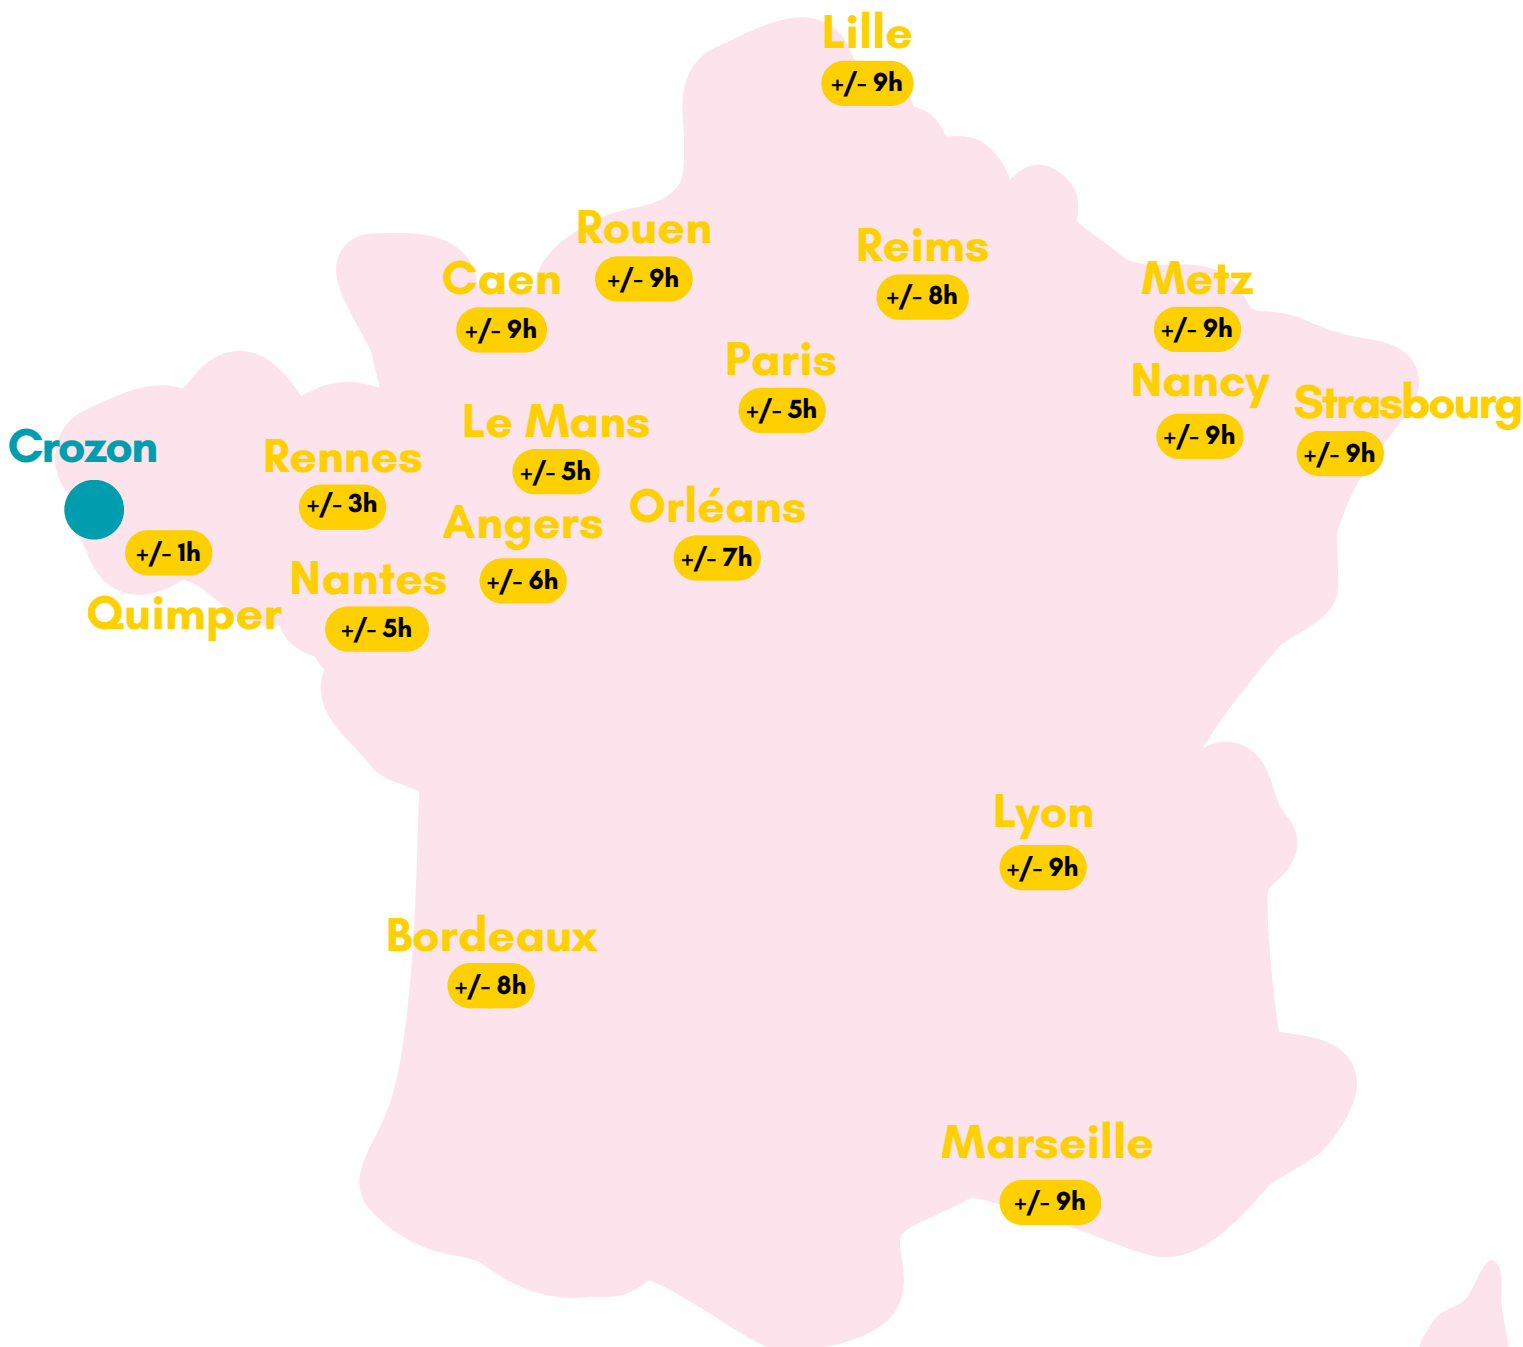 Lille
+/- 9h
Rouen
+/- 9h
Reims
+/- 8h
Caen
+/- 9h
Metz
+/- 9h
Paris
+/- 5h
Nancy
+/- 9h
Strasbourg
+/- 9h
Le Mans
+/- 5h
Crozon
Rennes
+/- 3h
Orléans
+/- 7h
Angers
+/- 6h
+/- 1h
Quimper
Nantes
+/- 5h
Lyon
+/- 9h
Bordeaux
+/- 8h
Marseille
+/- 9h